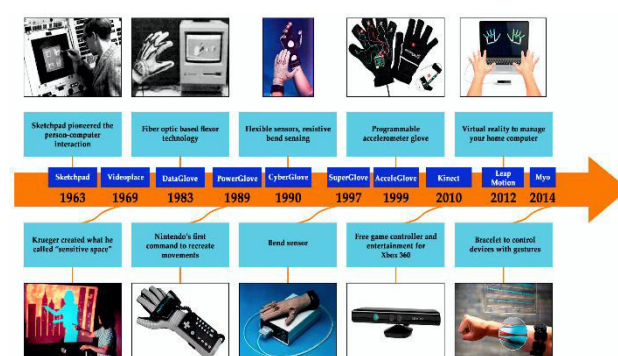 Sketchpad pioneered the
person-computer
interaction
Fiber optic based flexor
technology
Flexible sensors, resistive
bend sensing
Programmable
accelerometer glove
Virtual reality to manage
your home computer
Sketchpad
Videoplace
DataGlove
PowerGlove
CyberGlove
SuperGlove
AcceleGlove
Kinect
Leap
Motion
Myo
1963
1969
1983
1989
1990
1997
1999
2010
2012
2014
Krueger created what he
called "sensitive space"
Nintendo's first
command to recreate
movements
Bend sensor
Free game controller and
entertainment for
Xbox 360
Bracelet to control
devices with gestures